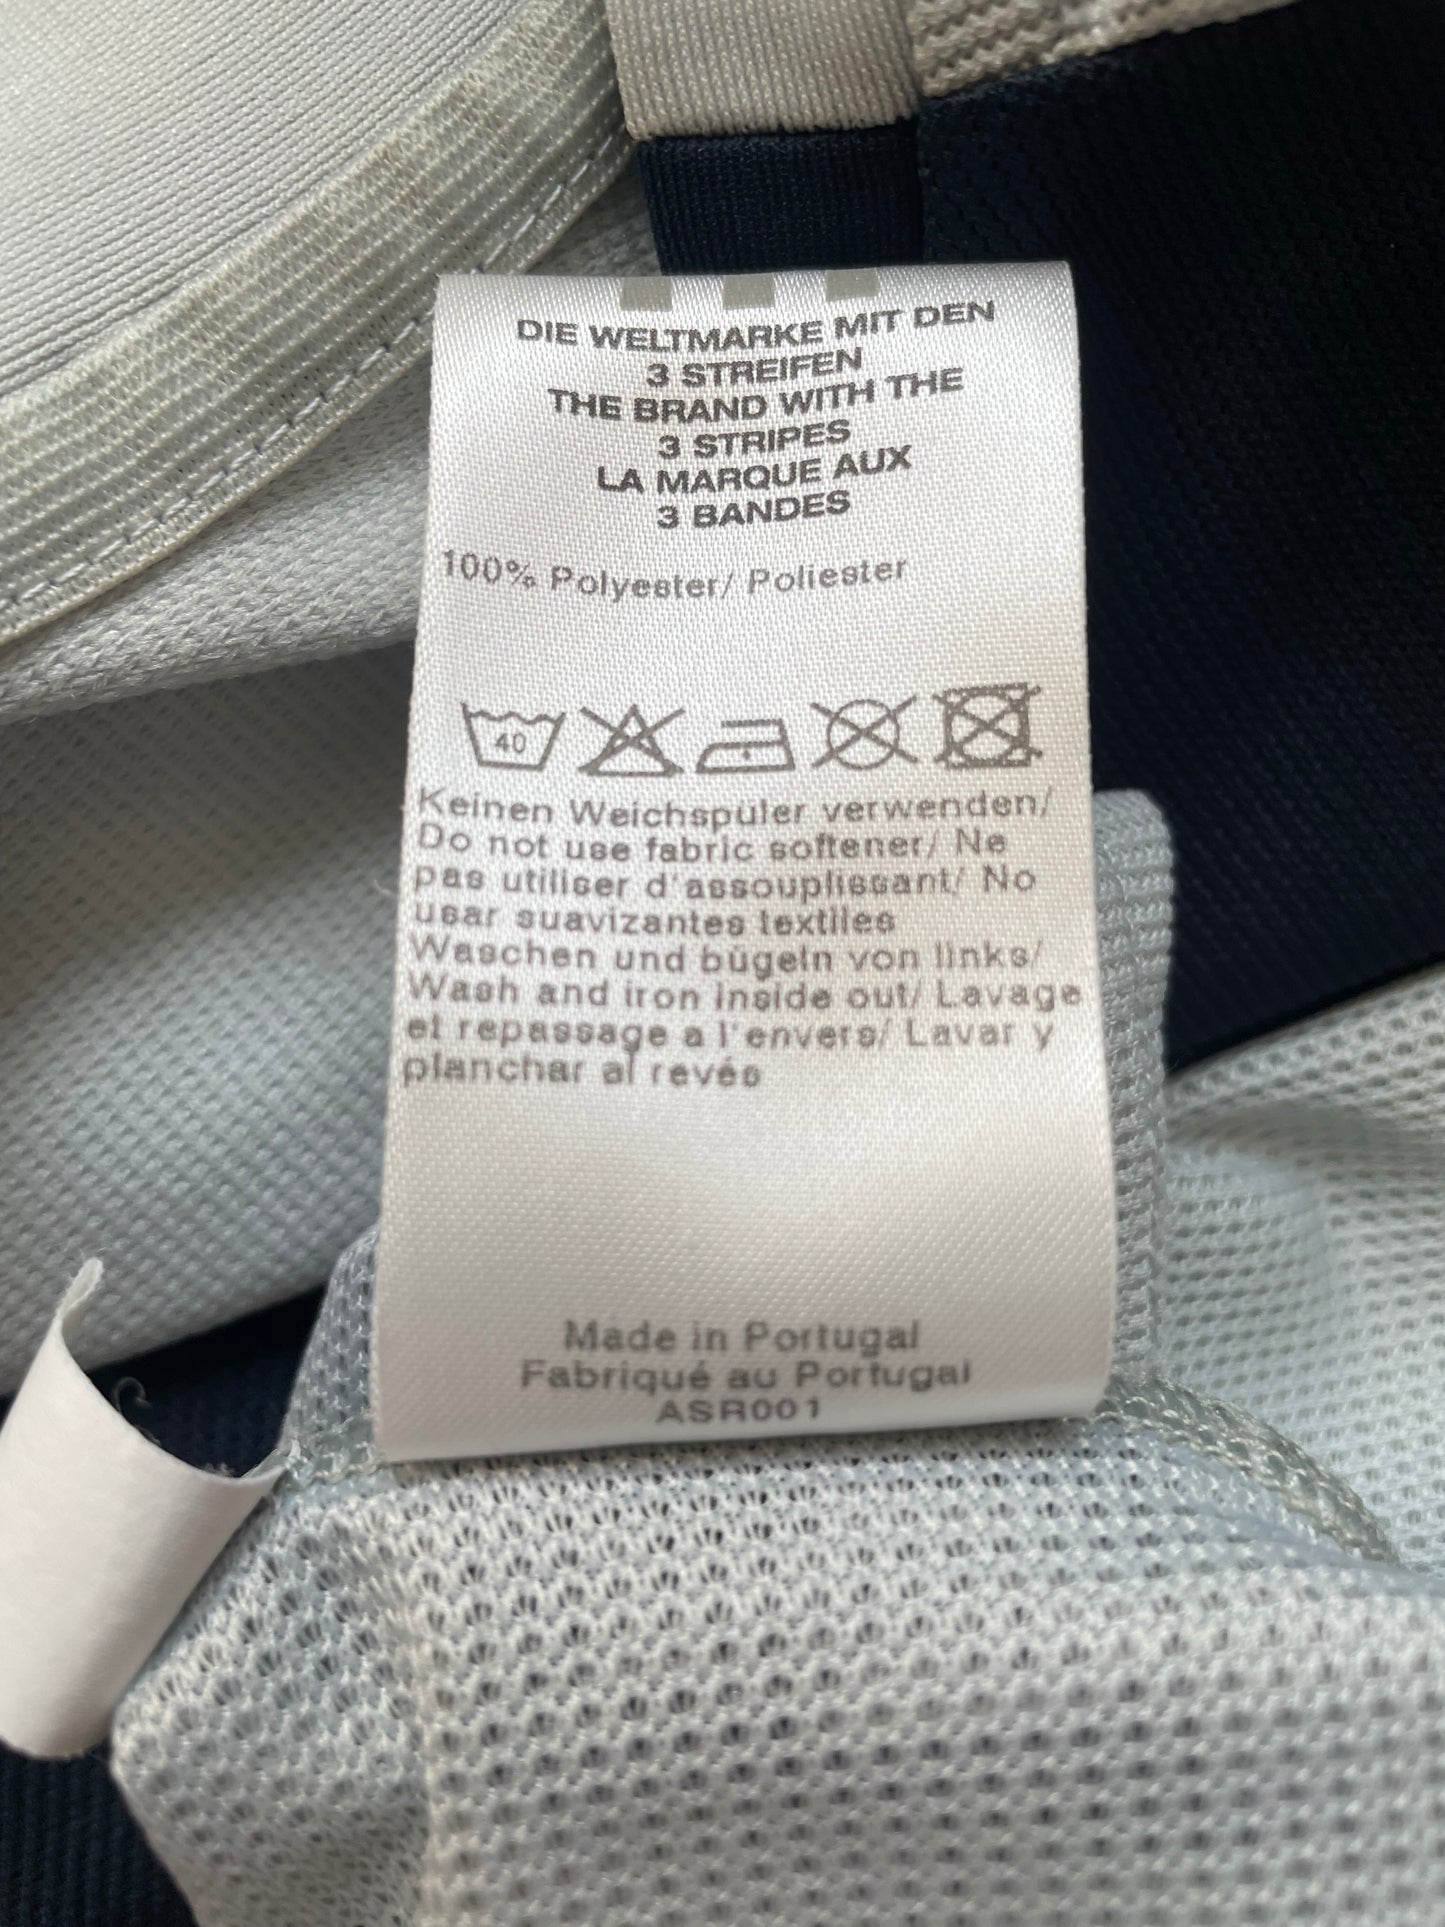 DIE WELTMARKE MIT DEN
3 STREIFEN
THE BRAND WITH THE
3 STRIPES
LA MARQUE AUX
3 BANDES
100% Polyester/ Poliester
40
Keinen Weichspüler verwenden/
Do not use fabric softener/ Ne
pas utiliser d'assouplissant/ No
usar suavizantes textiles
Waschen und bügeln von links/
Wash and iron inside out/ Lavage
et repassage a l'envers/ Lavar y
planchar al revés
Made in Portugal
Fabriqué au Portugal
ASR001